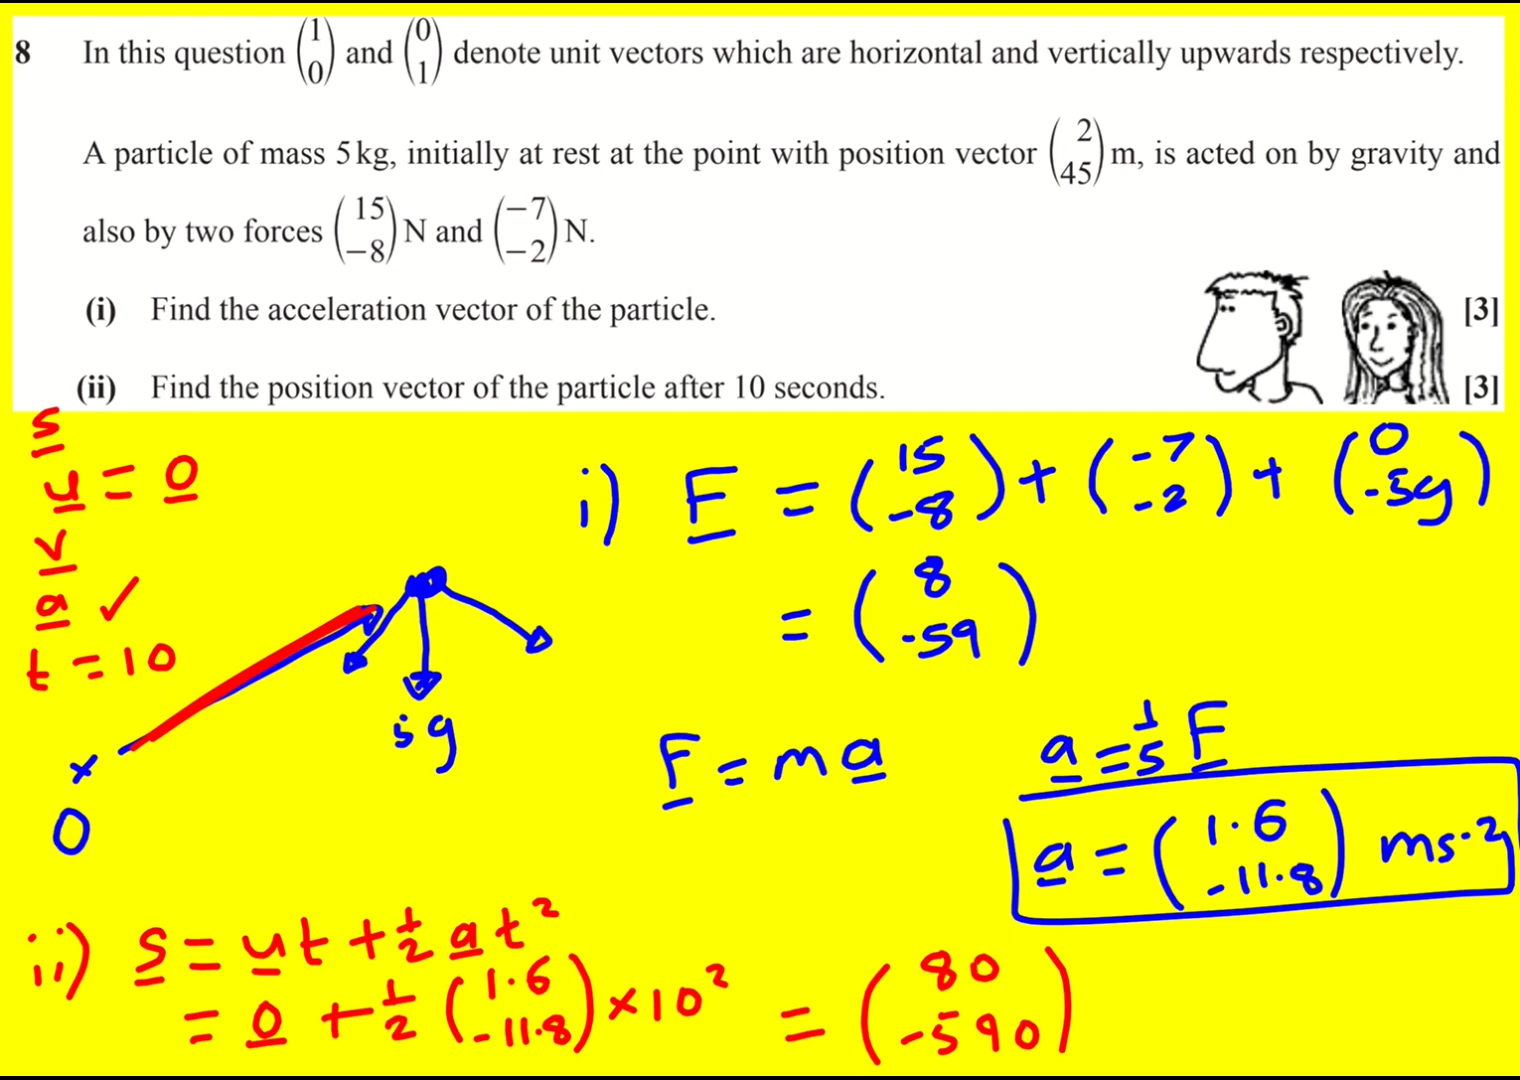 8 In this question (1 0) and (0 1) denote unit vectors which are horizontal and vertically upwards respectively.
A particle of mass 5 kg, initially at rest at the point with position vector (2 45) m, is acted on by gravity and
also by two forces (15 −8) N and (−7 −2) N.
(i) Find the acceleration vector of the particle. [3]
(ii) Find the position vector of the particle after 10 seconds. [3]
s
u = 0
v
a ✓
t = 10
i) F = (15 -8) + (-7 -2) + (0 -5g)
= (8 -59)
5g
x
O
F = ma
a = 1/5 F
a = (1.6 -11.8) ms-2
ii) s = ut + 1/2 at²
= 0 + 1/2 (1.6 -11.8) × 10² = (80 -590)